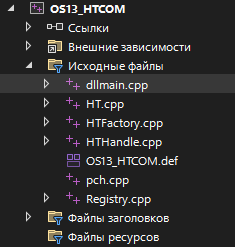 OS13_HTCOM
Ссылки
Внешние зависимости
Исходные файлы
dllmain.cpp
HT.cpp
HTFactory.cpp
HTHandle.cpp
OS13_HTCOM.def
pch.cpp
Registry.cpp
Файлы заголовков
Файлы ресурсов